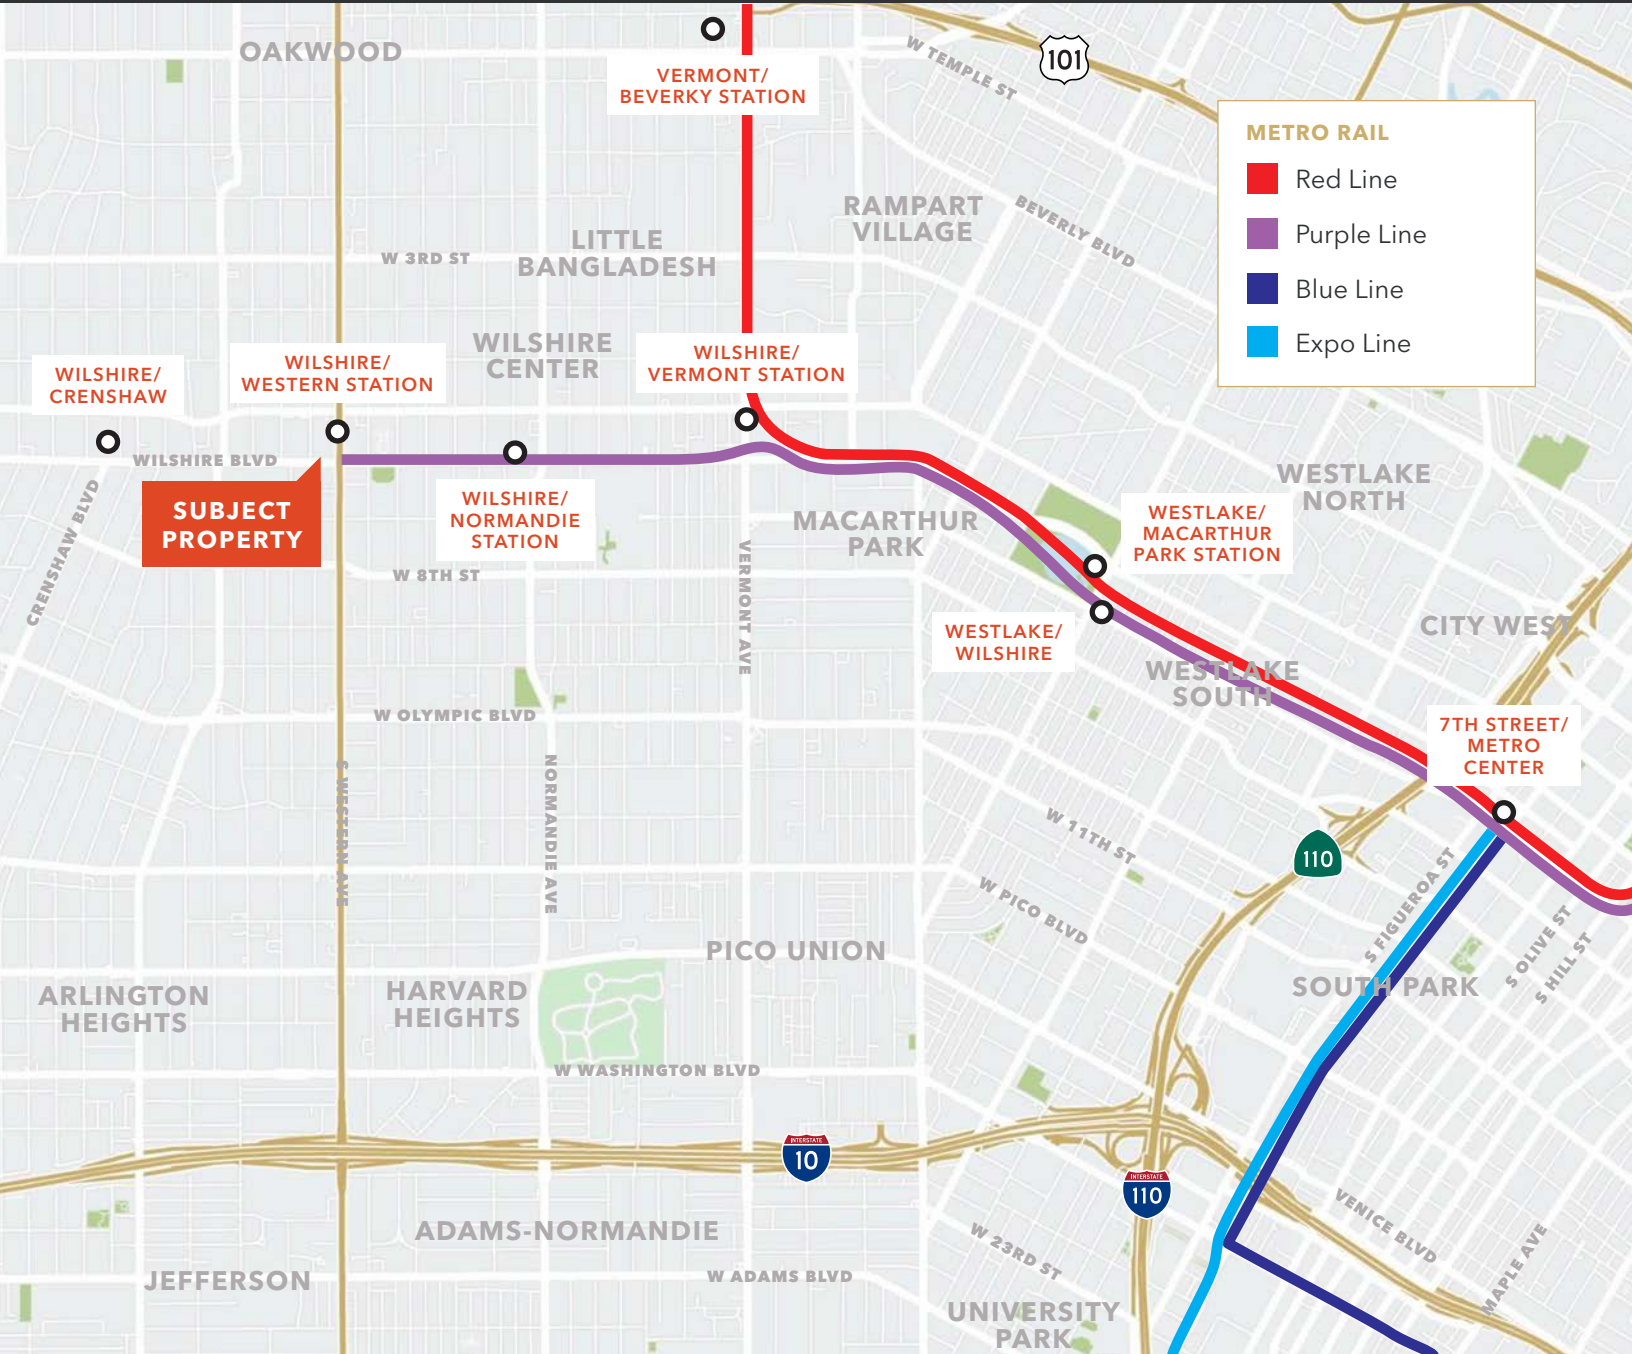 OAKWOOD
VERMONT/
BEVERKY STATION
W TEMPLE ST
101
METRO RAIL
Red Line
Purple Line
Blue Line
Expo Line
RAMPART
VILLAGE
BEVERLY BLVD
W 3RD ST
LITTLE
BANGLADESH
WILSHIRE
CENTER
WILSHIRE/
VERMONT STATION
WILSHIRE/
WESTERN STATION
WILSHIRE/
CRENSHAW
WILSHIRE BLVD
SUBJECT
PROPERTY
CRENSHAW BLVD
WILSHIRE/
NORMANDIE
STATION
W 8TH ST
VERMONT AVE
MACARTHUR
PARK
WESTLAKE/
MACARTHUR
PARK STATION
WESTLAKE
NORTH
WESTLAKE/
WILSHIRE
WESTLAKE
SOUTH
CITY WEST
7TH STREET/
METRO
CENTER
W OLYMPIC BLVD
S WESTERN AVE
NORMANDIE AVE
W 11TH ST
110
W PICO BLVD
S FIGUEROA ST
S OLIVE ST
S HILL ST
PICO UNION
SOUTH PARK
ARLINGTON
HEIGHTS
HARVARD
HEIGHTS
W WASHINGTON BLVD
INTERSTATE
10
INTERSTATE
110
VENICE BLVD
MAPLE AVE
ADAMS-NORMANDIE
W 23RD ST
JEFFERSON
W ADAMS BLVD
UNIVERSITY
PARK